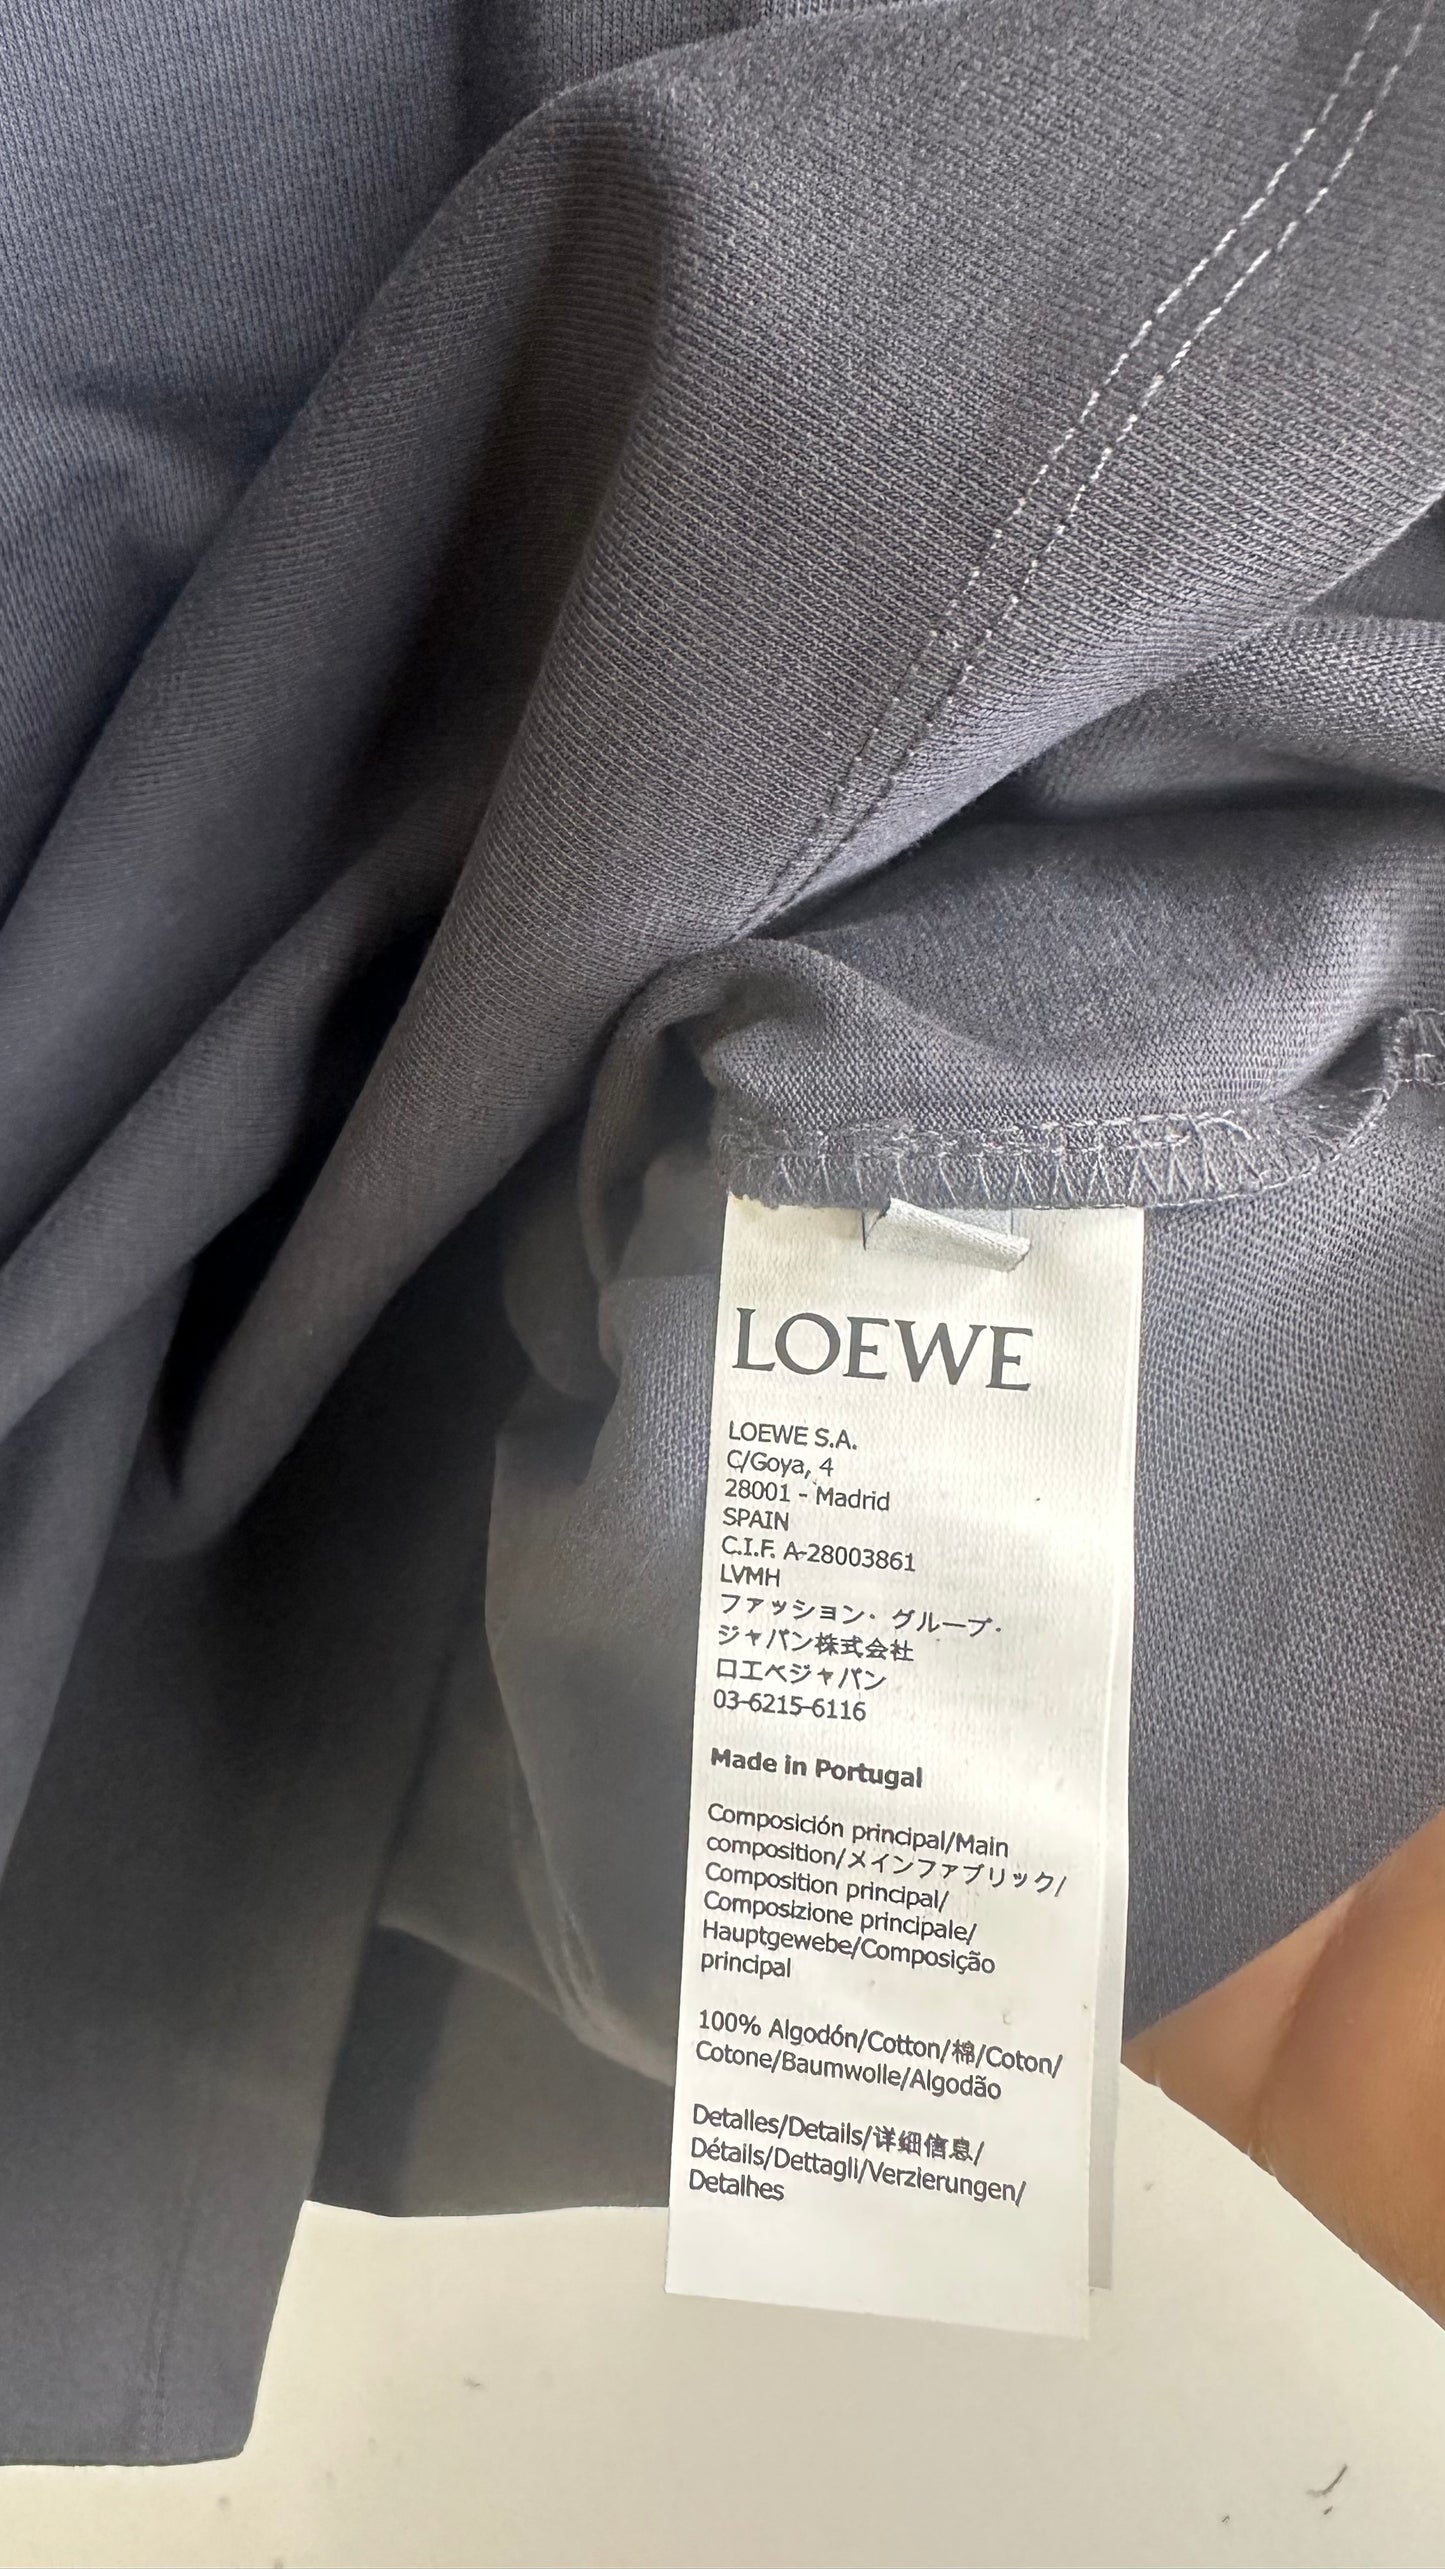 LOEWE
LOEWE S.A.
C/Goya, 4
28001 - Madrid
SPAIN
C.I.F. A-28003861
LVMH
ファッション・グループ・
ジャパン株式会社
ロエベジャパン
03-6215-6116
Made in Portugal
Composición principal/Main
composition/メインファブリック/
Composition principal/
Composizione principale/
Hauptgewebe/Composição
principal
100% Algodón/Cotton/棉/Coton/
Cotone/Baumwolle/Algodão
Detalles/Details/详细信息/
Détails/Dettagli/Verzierungen/
Detalhes